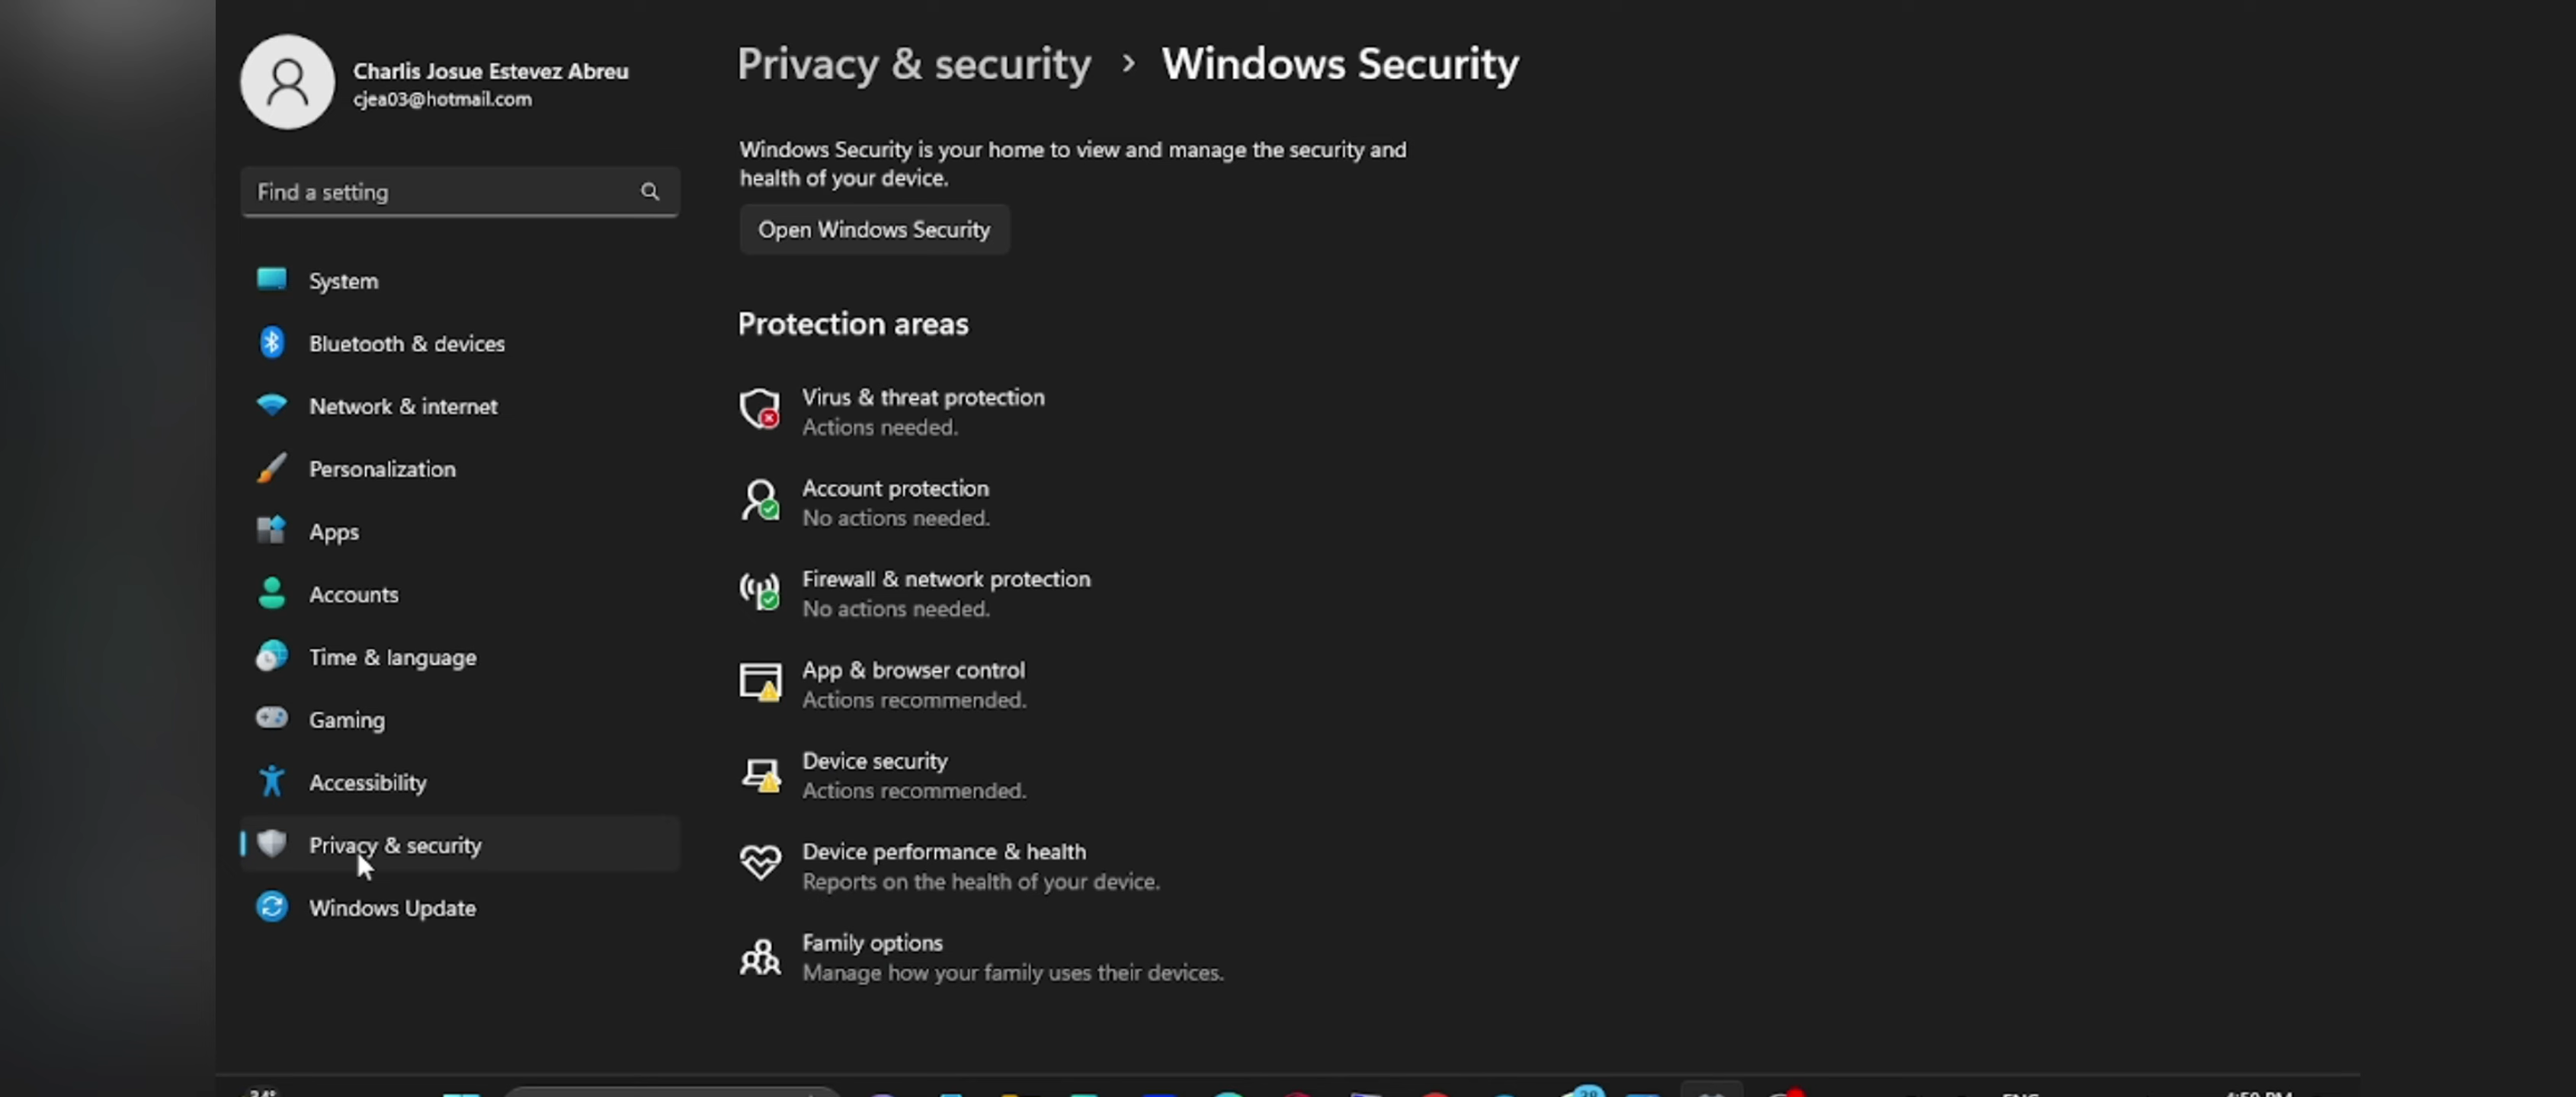 Charlis Josue Estevez Abreu
cjea03@hotmail.com
Find a setting
System
Bluetooth & devices
Network & internet
Personalization
Apps
Accounts
Time & language
Gaming
Accessibility
Privacy & security
Windows Update
Privacy & security > Windows Security
Windows Security is your home to view and manage the security and
health of your device.
Open Windows Security
Protection areas
Virus & threat protection
Actions needed.
Account protection
No actions needed.
Firewall & network protection
No actions needed.
App & browser control
Actions recommended.
Device security
Actions recommended.
Device performance & health
Reports on the health of your device.
Family options
Manage how your family uses their devices.